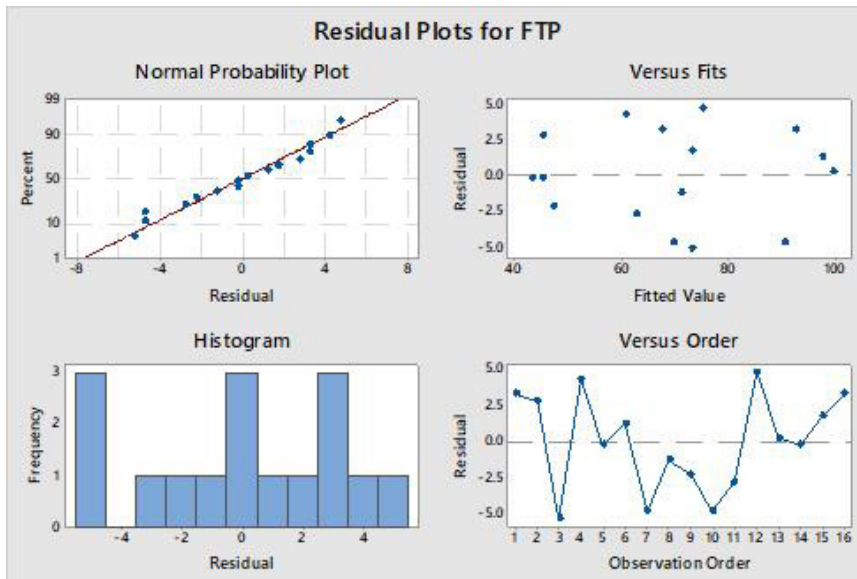 Residual Plots for FTP
Normal Probability Plot
99
90
50
10
1
Percent
-8 -4 0 4 8
Residual
Versus Fits
5.0
2.5
0.0
-2.5
-5.0
Residual
40 60 80 100
Fitted Value
Histogram
3
2
1
0
Frequency
-4 -2 0 2 4
Residual
Versus Order
5.0
2.5
0.0
-2.5
-5.0
Residual
1 2 3 4 5 6 7 8 9 10 11 12 13 14 15 16
Observation Order